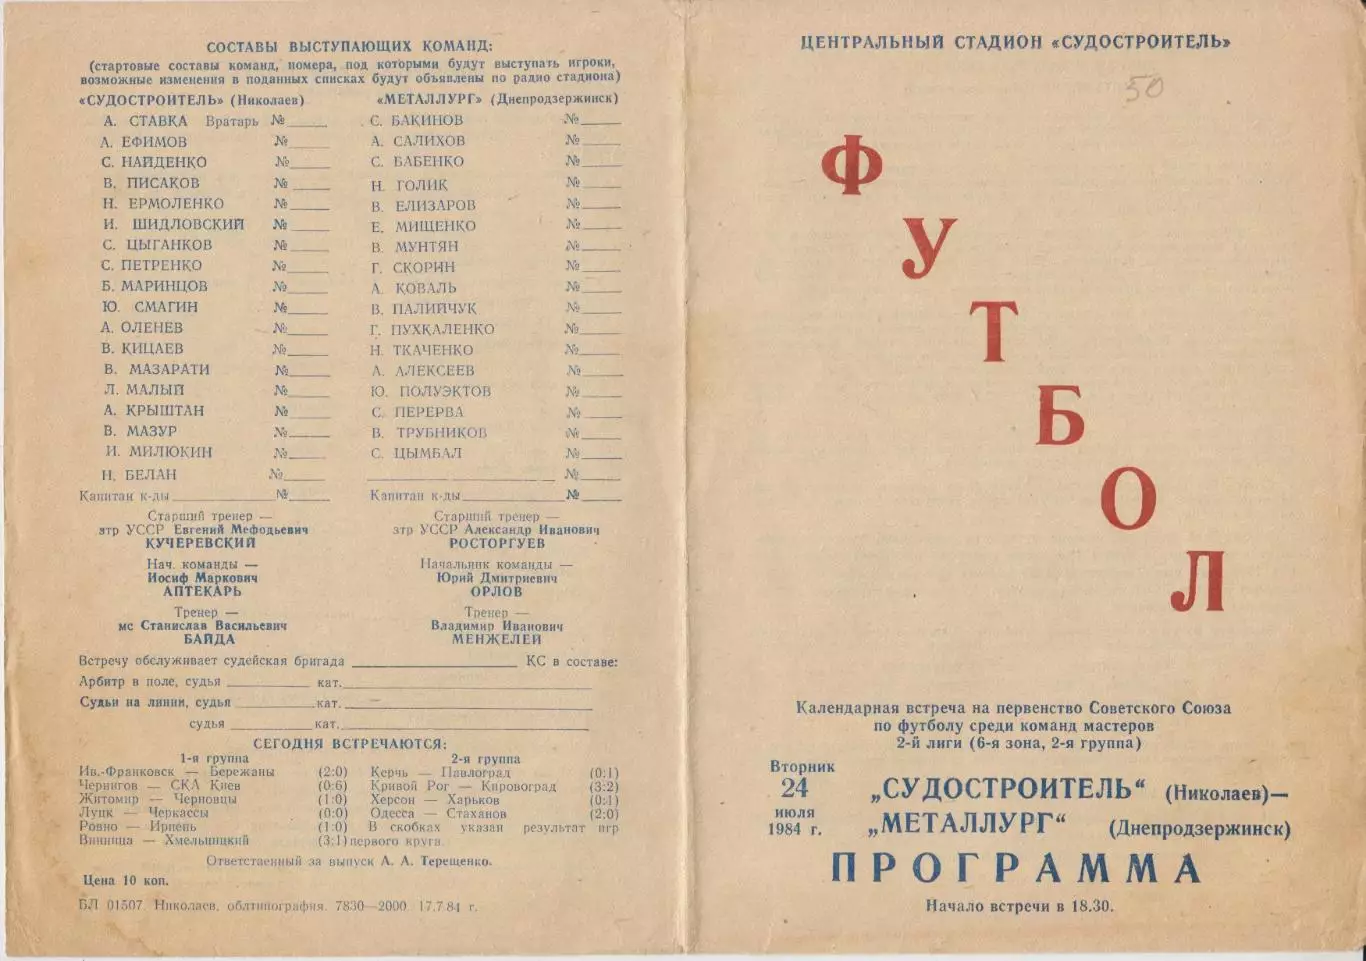 СОСТАВЫ ВЫСТУПАЮЩИХ КОМАНД:
(стартовые составы команд, номера, под которыми будут выступать игроки,
возможные изменения в поданных списках будут объявлены по радио стадиона)
«СУДОСТРОИТЕЛЬ» (Николаев)
А. СТАВКА Вратарь №
А. ЕФИМОВ №
С. НАЙДЕНКО №
В. ПИСАКОВ №
Н. ЕРМОЛЕНКО №
И. ШИДЛОВСКИЙ №
С. ЦЫГАНКОВ №
С. ПЕТРЕНКО №
Б. МАРИНЦОВ №
Ю. СМАГИН №
А. ОЛЕНЕВ №
В. КИЦАЕВ №
В. МАЗАРАТИ №
Л. МАЛЫЙ №
А. КРЫШТАН №
В. МАЗУР №
И. МИЛЮКИН №
Н. БЕЛАН №
Капитан к-ды №
Старший тренер —
зтр УССР Евгений Мефодьевич
КУЧЕРЕВСКИЙ
Нач. команды —
Иосиф Маркович
АПТЕКАРЬ
Тренер —
мс Станислав Васильевич
БАЙДА
«МЕТАЛЛУРГ» (Днепродзержинск)
С. БАКИНОВ №
А. САЛИХОВ №
С. БАБЕНКО №
Н. ГОЛИК №
В. ЕЛИЗАРОВ №
Е. МИЩЕНКО №
В. МУНТЯН №
Г. СКОРИН №
А. КОВАЛЬ №
В. ПАЛИЙЧУК №
Г. ПУХКАЛЕНКО №
Н. ТКАЧЕНКО №
А. АЛЕКСЕЕВ №
Ю. ПОЛУЭКТОВ №
С. ПЕРЕРВА №
В. ТРУБНИКОВ №
С. ЦЫМБАЛ №
№
Капитан к-ды №
Старший тренер —
зтр УССР Александр Иванович
РОСТОРГУЕВ
Начальник команды —
Юрий Дмитриевич
ОРЛОВ
Тренер —
Владимир Иванович
МЕНЖЕЛЕЙ
Встречу обслуживает судейская бригада КС в составе:
Арбитр в поле, судья кат.
Судьи на линии, судья кат.
судья кат.
СЕГОДНЯ ВСТРЕЧАЮТСЯ:
1-я группа
Ив.-Франковск — Бережаны (2:0)
Чернигов — СКА Киев (0:6)
Житомир — Черновцы (1:0)
Луцк — Черкассы (0:0)
Ровно — Ирпень (1:0)
Винница — Хмельницкий (3:1)
2-я группа
Керчь — Павлоград (0:1)
Кривой Рог — Кировоград (3:2)
Херсон — Харьков (0:1)
Одесса — Стаханов (2:0)
В скобках указан результат игр
первого круга.
Ответственный за выпуск А. А. Терещенко.
Цена 10 коп.
БЛ 01507. Николаев, облтипография. 7830—2000 17.7.84 г.
ЦЕНТРАЛЬНЫЙ СТАДИОН «СУДОСТРОИТЕЛЬ»
50
ФУТБОЛ
Календарная встреча на первенство Советского Союза
по футболу среди команд мастеров
2-й лиги (6-я зона, 2-я группа)
Вторник
24
июля
1984 г.
„СУДОСТРОИТЕЛЬ“ (Николаев)—
„МЕТАЛЛУРГ“ (Днепродзержинск)
ПРОГРАММА
Начало встречи в 18.30.